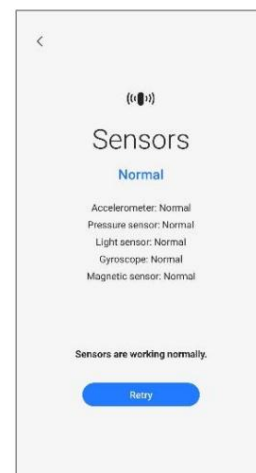 Sensors
Normal
Accelerometer: Normal
Pressure sensor: Normal
Light sensor: Normal
Gyroscope: Normal
Magnetic sensor: Normal
Sensors are working normally.
Retry